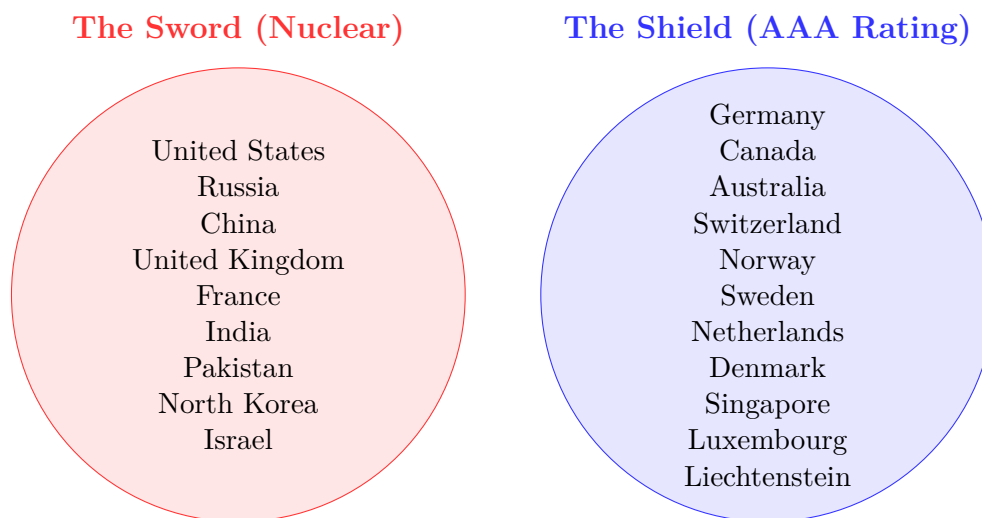 The Sword (Nuclear)
United States
Russia
China
United Kingdom
France
India
Pakistan
North Korea
Israel
The Shield (AAA Rating)
Germany
Canada
Australia
Switzerland
Norway
Sweden
Netherlands
Denmark
Singapore
Luxembourg
Liechtenstein